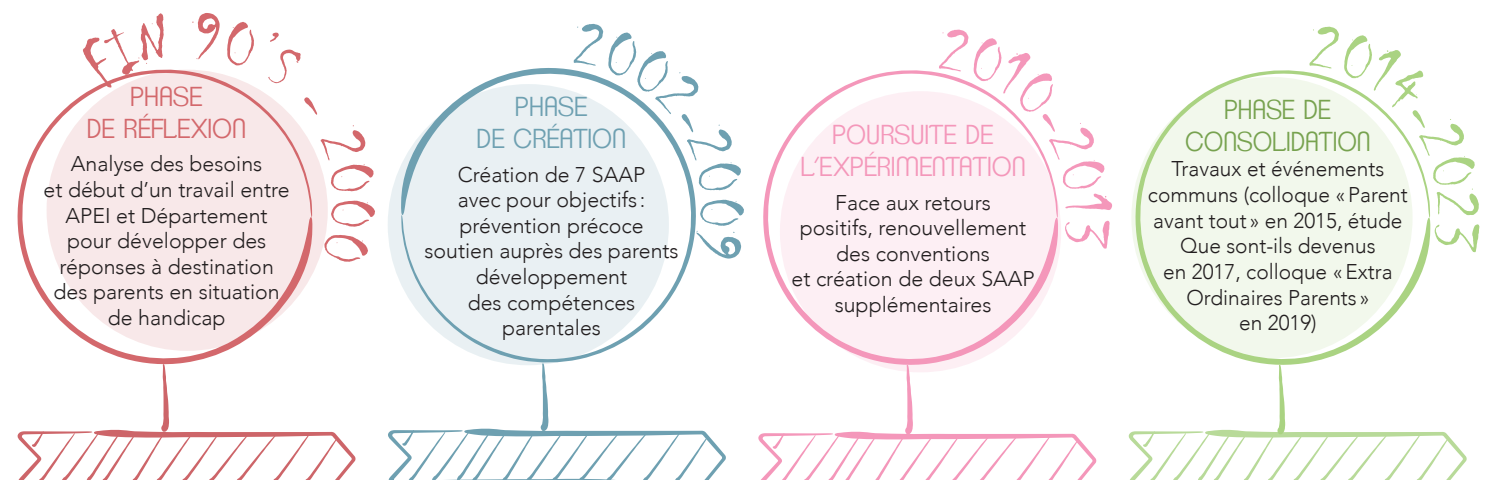 FIN 90's - 2000
PHASE
DE RÉFLEXION
Analyse des besoins
et début d'un travail entre
APEI et Département
pour développer des
réponses à destination
des parents en situation
de handicap
2002-2009
PHASE
DE CRÉATION
Création de 7 SAAP
avec pour objectifs :
prévention précoce
soutien auprès des parents
développement
des compétences
parentales
2010-2013
POURSUITE DE
L'EXPÉRIMENTATION
Face aux retours
positifs, renouvellement
des conventions
et création de deux SAAP
supplémentaires
2014-2023
PHASE DE
CONSOLIDATION
Travaux et événements
communs (colloque « Parent
avant tout » en 2015, étude
Que sont-ils devenus
en 2017, colloque « Extra
Ordinaires Parents »
en 2019)